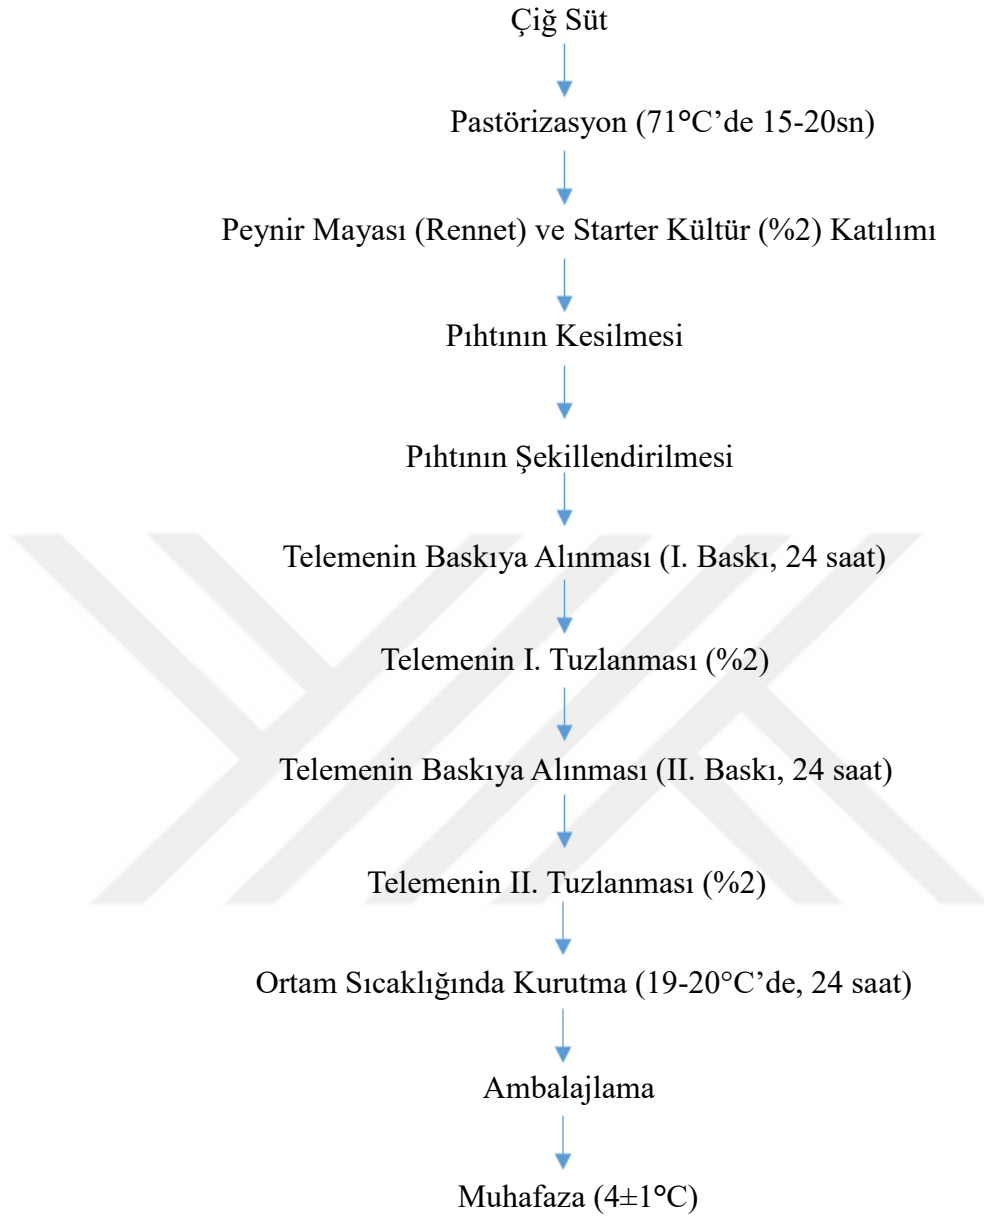 Çiğ Süt
Pastörizasyon (71°C’de 15-20sn)
Peynir Mayası (Rennet) ve Starter Kültür (%2) Katılımı
Pıhtının Kesilmesi
Pıhtının Şekillendirilmesi
Telemenin Baskıya Alınması (I. Baskı, 24 saat)
Telemenin I. Tuzlanması (%2)
Telemenin Baskıya Alınması (II. Baskı, 24 saat)
Telemenin II. Tuzlanması (%2)
Ortam Sıcaklığında Kurutma (19-20°C’de, 24 saat)
Ambalajlama
Muhafaza (4±1°C)